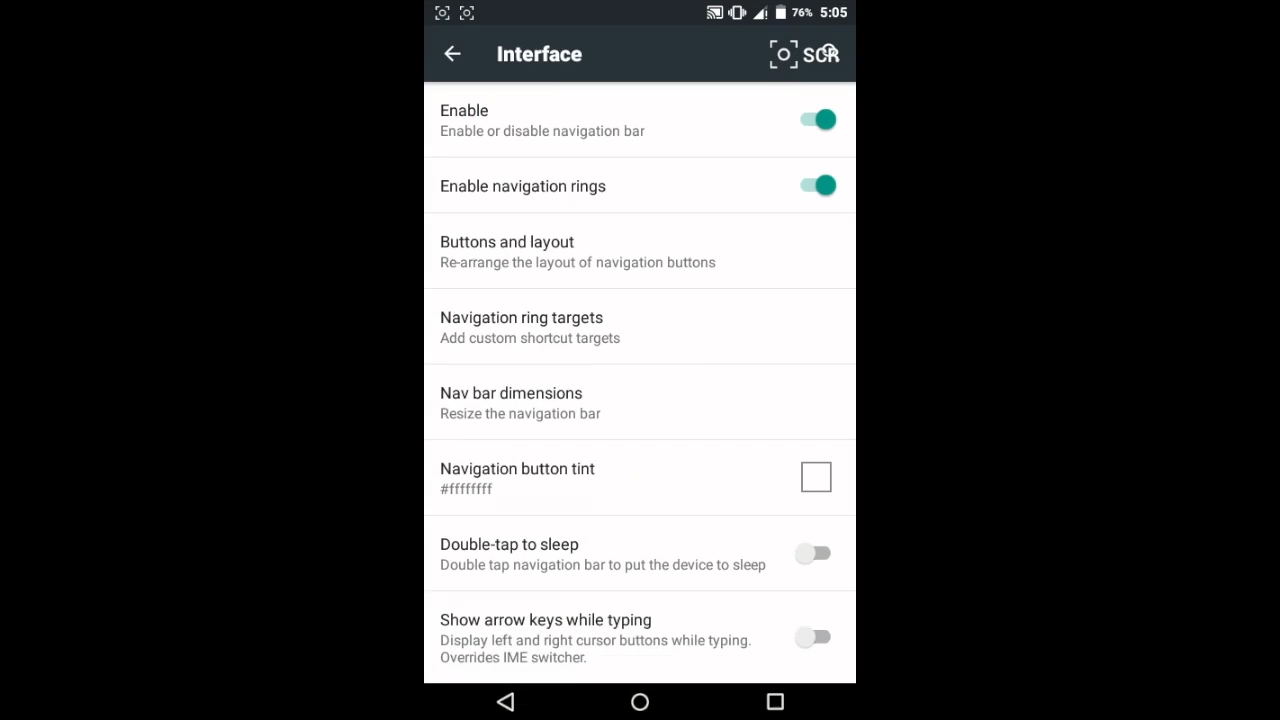 76% 5:05
Interface
SCR
Enable
Enable or disable navigation bar
Enable navigation rings
Buttons and layout
Re-arrange the layout of navigation buttons
Navigation ring targets
Add custom shortcut targets
Nav bar dimensions
Resize the navigation bar
Navigation button tint
#ffffffff
Double-tap to sleep
Double tap navigation bar to put the device to sleep
Show arrow keys while typing
Display left and right cursor buttons while typing.
Overrides IME switcher.